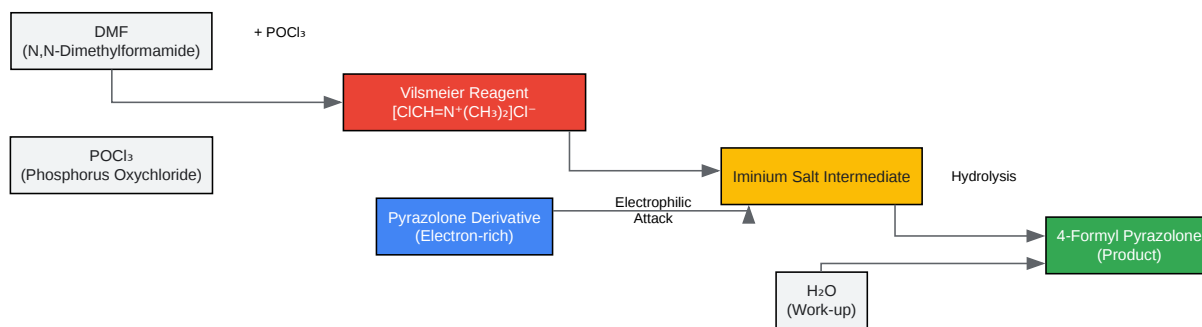 DMF
(N,N-Dimethylformamide)
+ POCl₃
Vilsmeier Reagent
[ClCH=N⁺(CH₃)₂]Cl⁻
POCl₃
(Phosphorus Oxychloride)
Iminium Salt Intermediate
Hydrolysis
Pyrazolone Derivative
(Electron-rich)
Electrophilic
Attack
4-Formyl Pyrazolone
(Product)
H₂O
(Work-up)